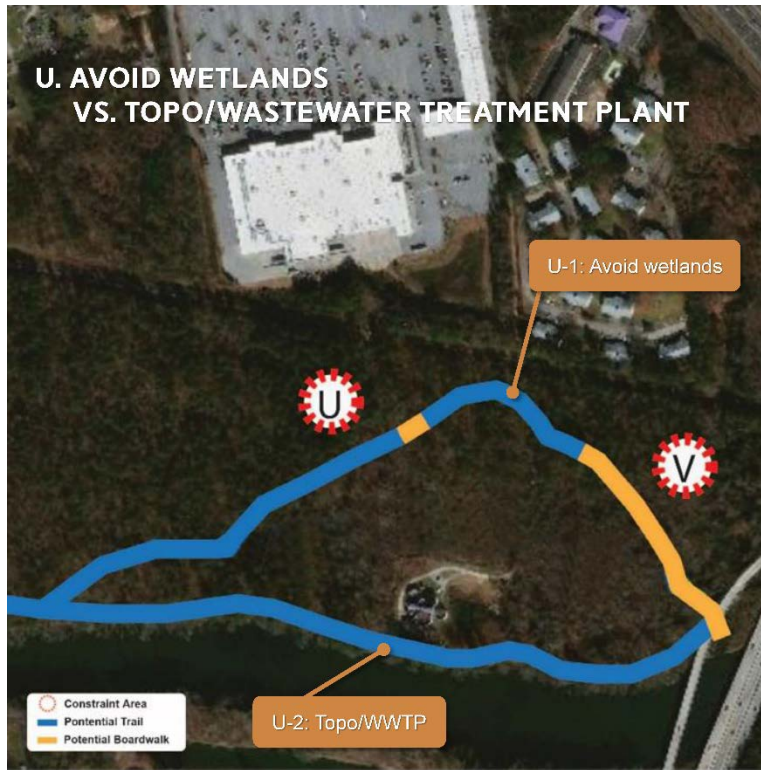 U. AVOID WETLANDS
VS. TOPO/WASTEWATER TREATMENT PLANT
U-1: Avoid wetlands
U
V
U-2: Topo/WWTP
Constraint Area
Pontential Trail
Potential Boardwalk